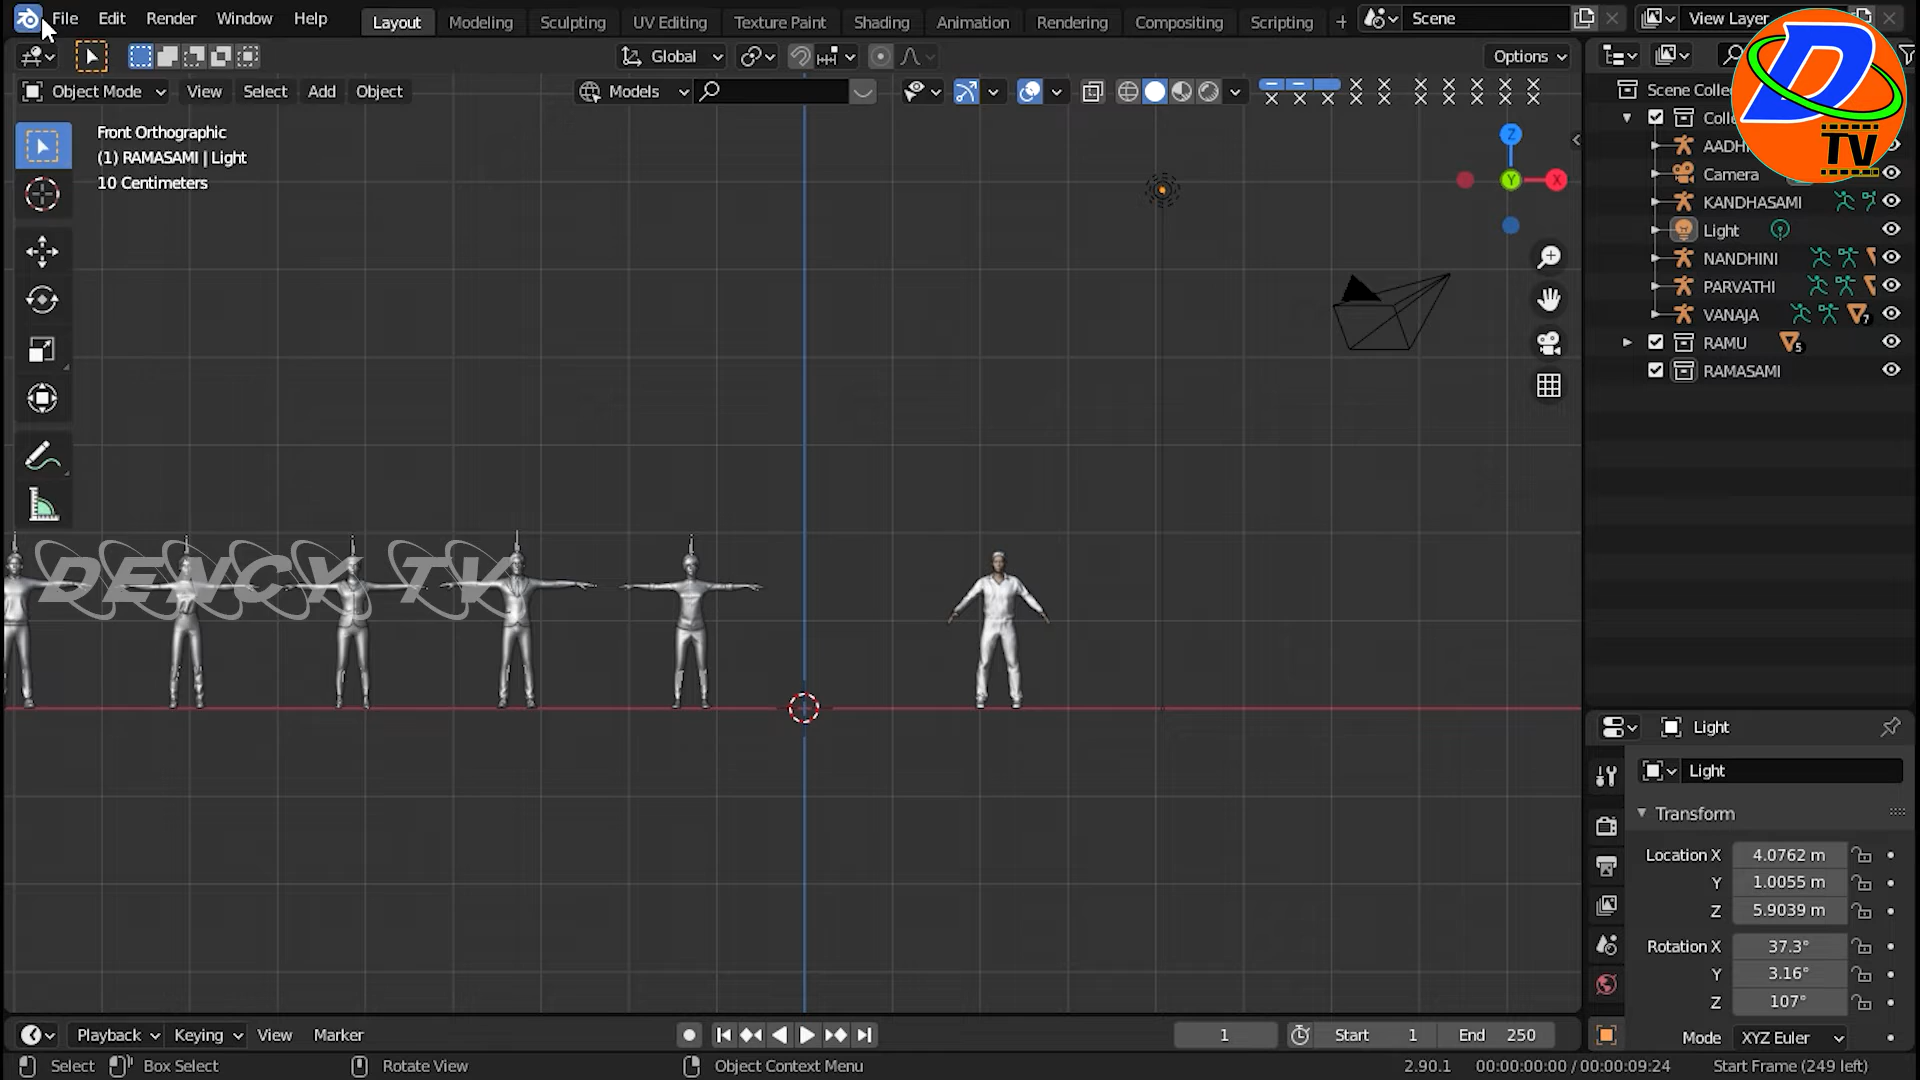 File Edit Render Window Help
Layout Modeling Sculpting UV Editing Texture Paint Shading Animation Rendering Compositing Scripting +
Scene
View Layer
Global
Options
Object Mode View Select Add Object
Models
Front Orthographic
(1) RAMASAMI | Light
10 Centimeters
Z
Y
X
D
TV
Scene Colle
Colle
AADH
Camera
KANDHASAMI
Light
NANDHINI
PARVATHI
VANAJA 7
RAMU 5
RAMASAMI
DENCY TV
Light
Light
Transform
Location X 4.0762 m
Y 1.0055 m
Z 5.9039 m
Rotation X 37.3°
Y 3.16°
Z 107°
Mode XYZ Euler
Playback Keying View Marker
1
Start 1
End 250
Select Box Select Rotate View Object Context Menu
2.90.1 00:00:00:00 / 00:00:09:24 Start Frame (249 left)